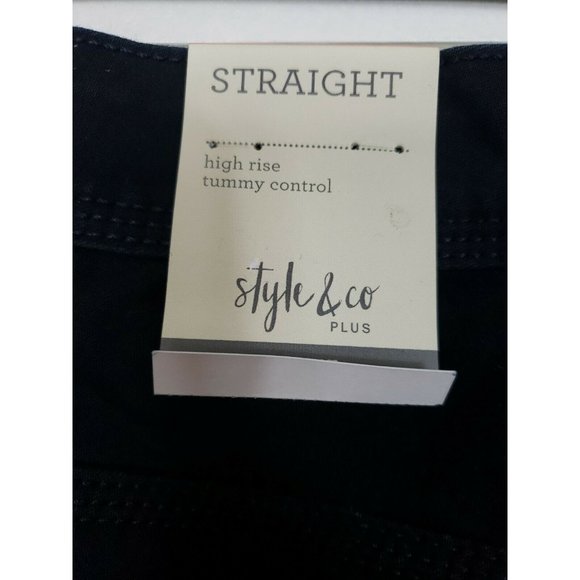 STRAIGHT
high rise
tummy control
style & co
PLUS